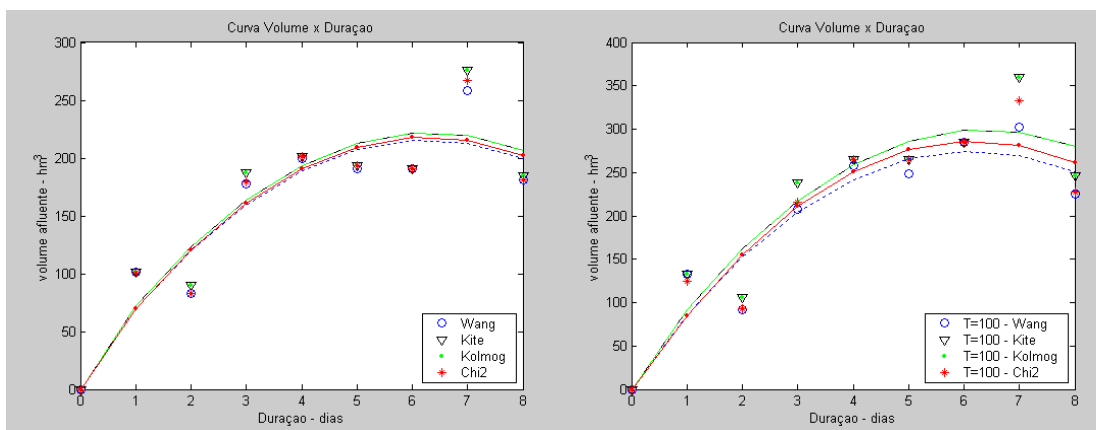 Curva Volume x Duraçao
300
250
200
150
100
50
0
volume afluente - hm³
0 1 2 3 4 5 6 7 8
Duraçao - dias
Wang
Kite
Kolmog
Chi2
Curva Volume x Duraçao
400
350
300
250
200
150
100
50
0
volume afluente - hm³
0 1 2 3 4 5 6 7 8
Duraçao - dias
T=100 - Wang
T=100 - Kite
T=100 - Kolmog
T=100 - Chi2